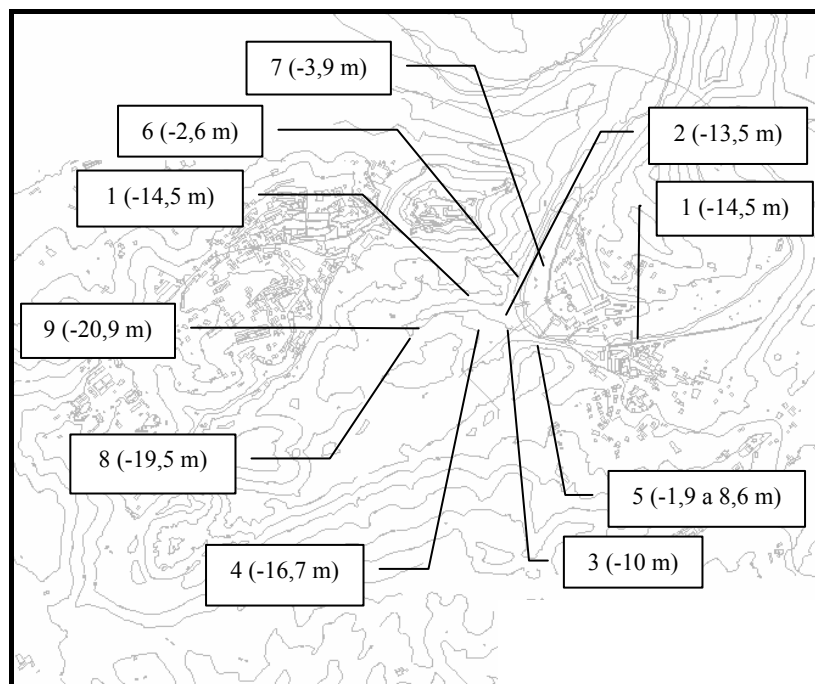 7 (-3,9 m)
6 (-2,6 m)
2 (-13,5 m)
1 (-14,5 m)
1 (-14,5 m)
9 (-20,9 m)
8 (-19,5 m)
5 (-1,9 a 8,6 m)
4 (-16,7 m)
3 (-10 m)